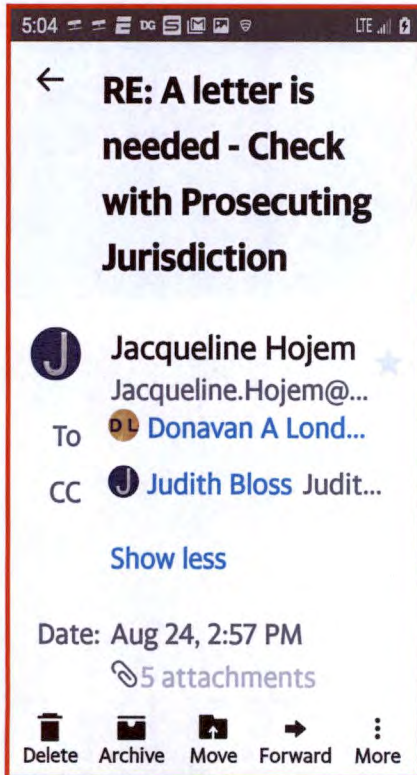 5:04 DG S M LTE
RE: A letter is
needed - Check
with Prosecuting
Jurisdiction
J Jacqueline Hojem
Jacqueline.Hojem@...
To DL Donavan A Lond...
CC J Judith Bloss Judit...
Show less
Date: Aug 24, 2:57 PM
5 attachments
Delete Archive Move Forward More